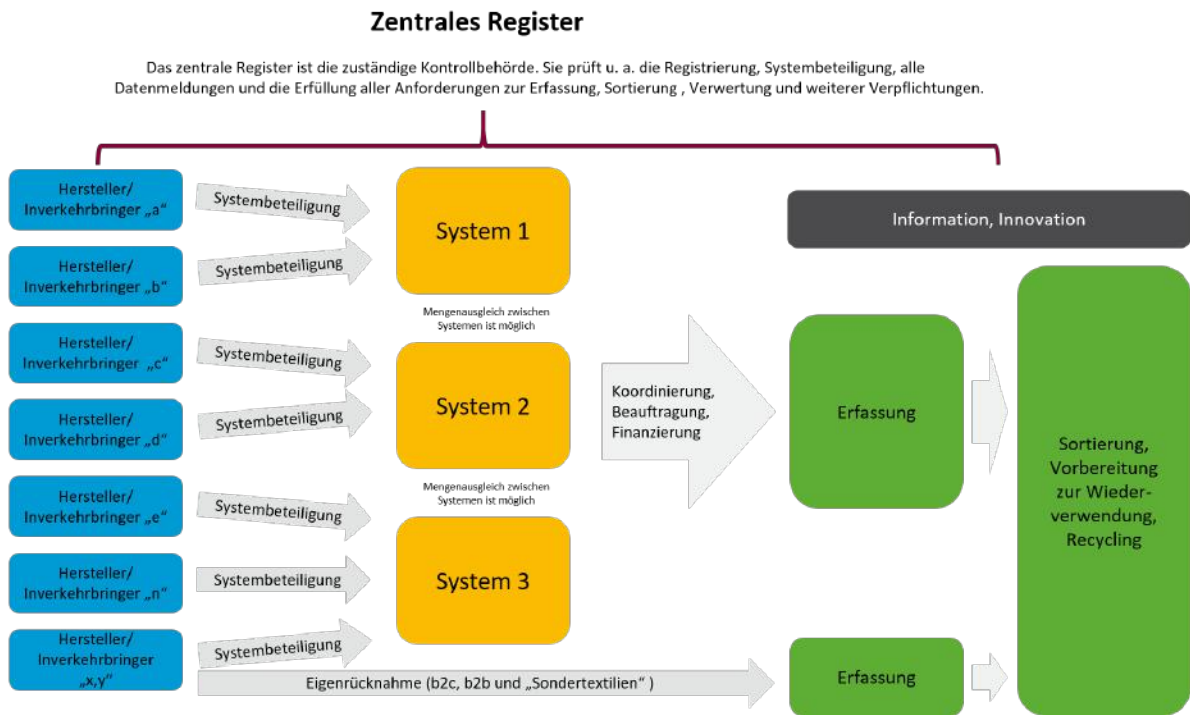 Zentrales Register
Das zentrale Register ist die zuständige Kontrollbehörde. Sie prüft u. a. die Registrierung, Systembeteiligung, alle
Datenmeldungen und die Erfüllung aller Anforderungen zur Erfassung, Sortierung , Verwertung und weiterer Verpflichtungen.
Hersteller/
Inverkehrbringer „a“
Systembeteiligung
Hersteller/
Inverkehrbringer „b“
Systembeteiligung
System 1
Mengenausgleich zwischen
Systemen ist möglich
Hersteller/
Inverkehrbringer „c“
Systembeteiligung
Hersteller/
Inverkehrbringer „d“
Systembeteiligung
System 2
Mengenausgleich zwischen
Systemen ist möglich
Hersteller/
Inverkehrbringer „e“
Systembeteiligung
Hersteller/
Inverkehrbringer „n“
Systembeteiligung
System 3
Hersteller/
Inverkehrbringer
„x,y“
Systembeteiligung
Eigenrücknahme (b2c, b2b und „Sondertextilien“ )
Koordinierung,
Beauftragung,
Finanzierung
Information, Innovation
Erfassung
Erfassung
Sortierung,
Vorbereitung
zur Wieder-
verwendung,
Recycling